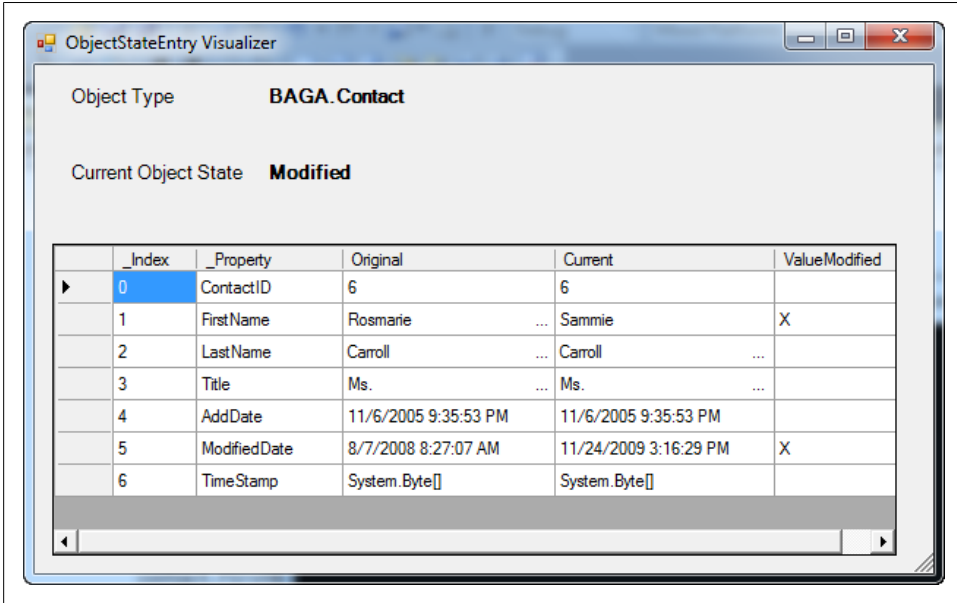 ObjectStateEntry Visualizer
Object Type BAGA.Contact
Current Object State Modified
_Index _Property Original Current ValueModified
0 ContactID 6 6
1 FirstName Rosmarie ... Sammie X
2 LastName Carroll ... Carroll ...
3 Title Ms. ... Ms. ...
4 AddDate 11/6/2005 9:35:53 PM 11/6/2005 9:35:53 PM
5 ModifiedDate 8/7/2008 8:27:07 AM 11/24/2009 3:16:29 PM X
6 TimeStamp System.Byte[] System.Byte[]